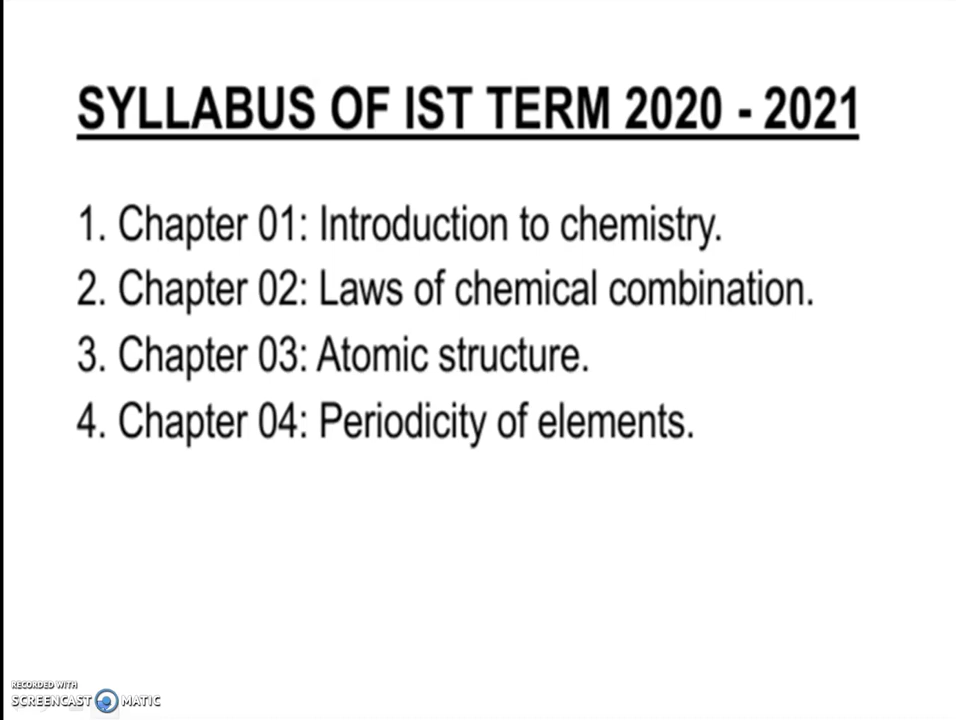 SYLLABUS OF IST TERM 2020 - 2021
1. Chapter 01: Introduction to chemistry.
2. Chapter 02: Laws of chemical combination.
3. Chapter 03: Atomic structure.
4. Chapter 04: Periodicity of elements.
RECORDED WITH
SCREENCAST MATIC